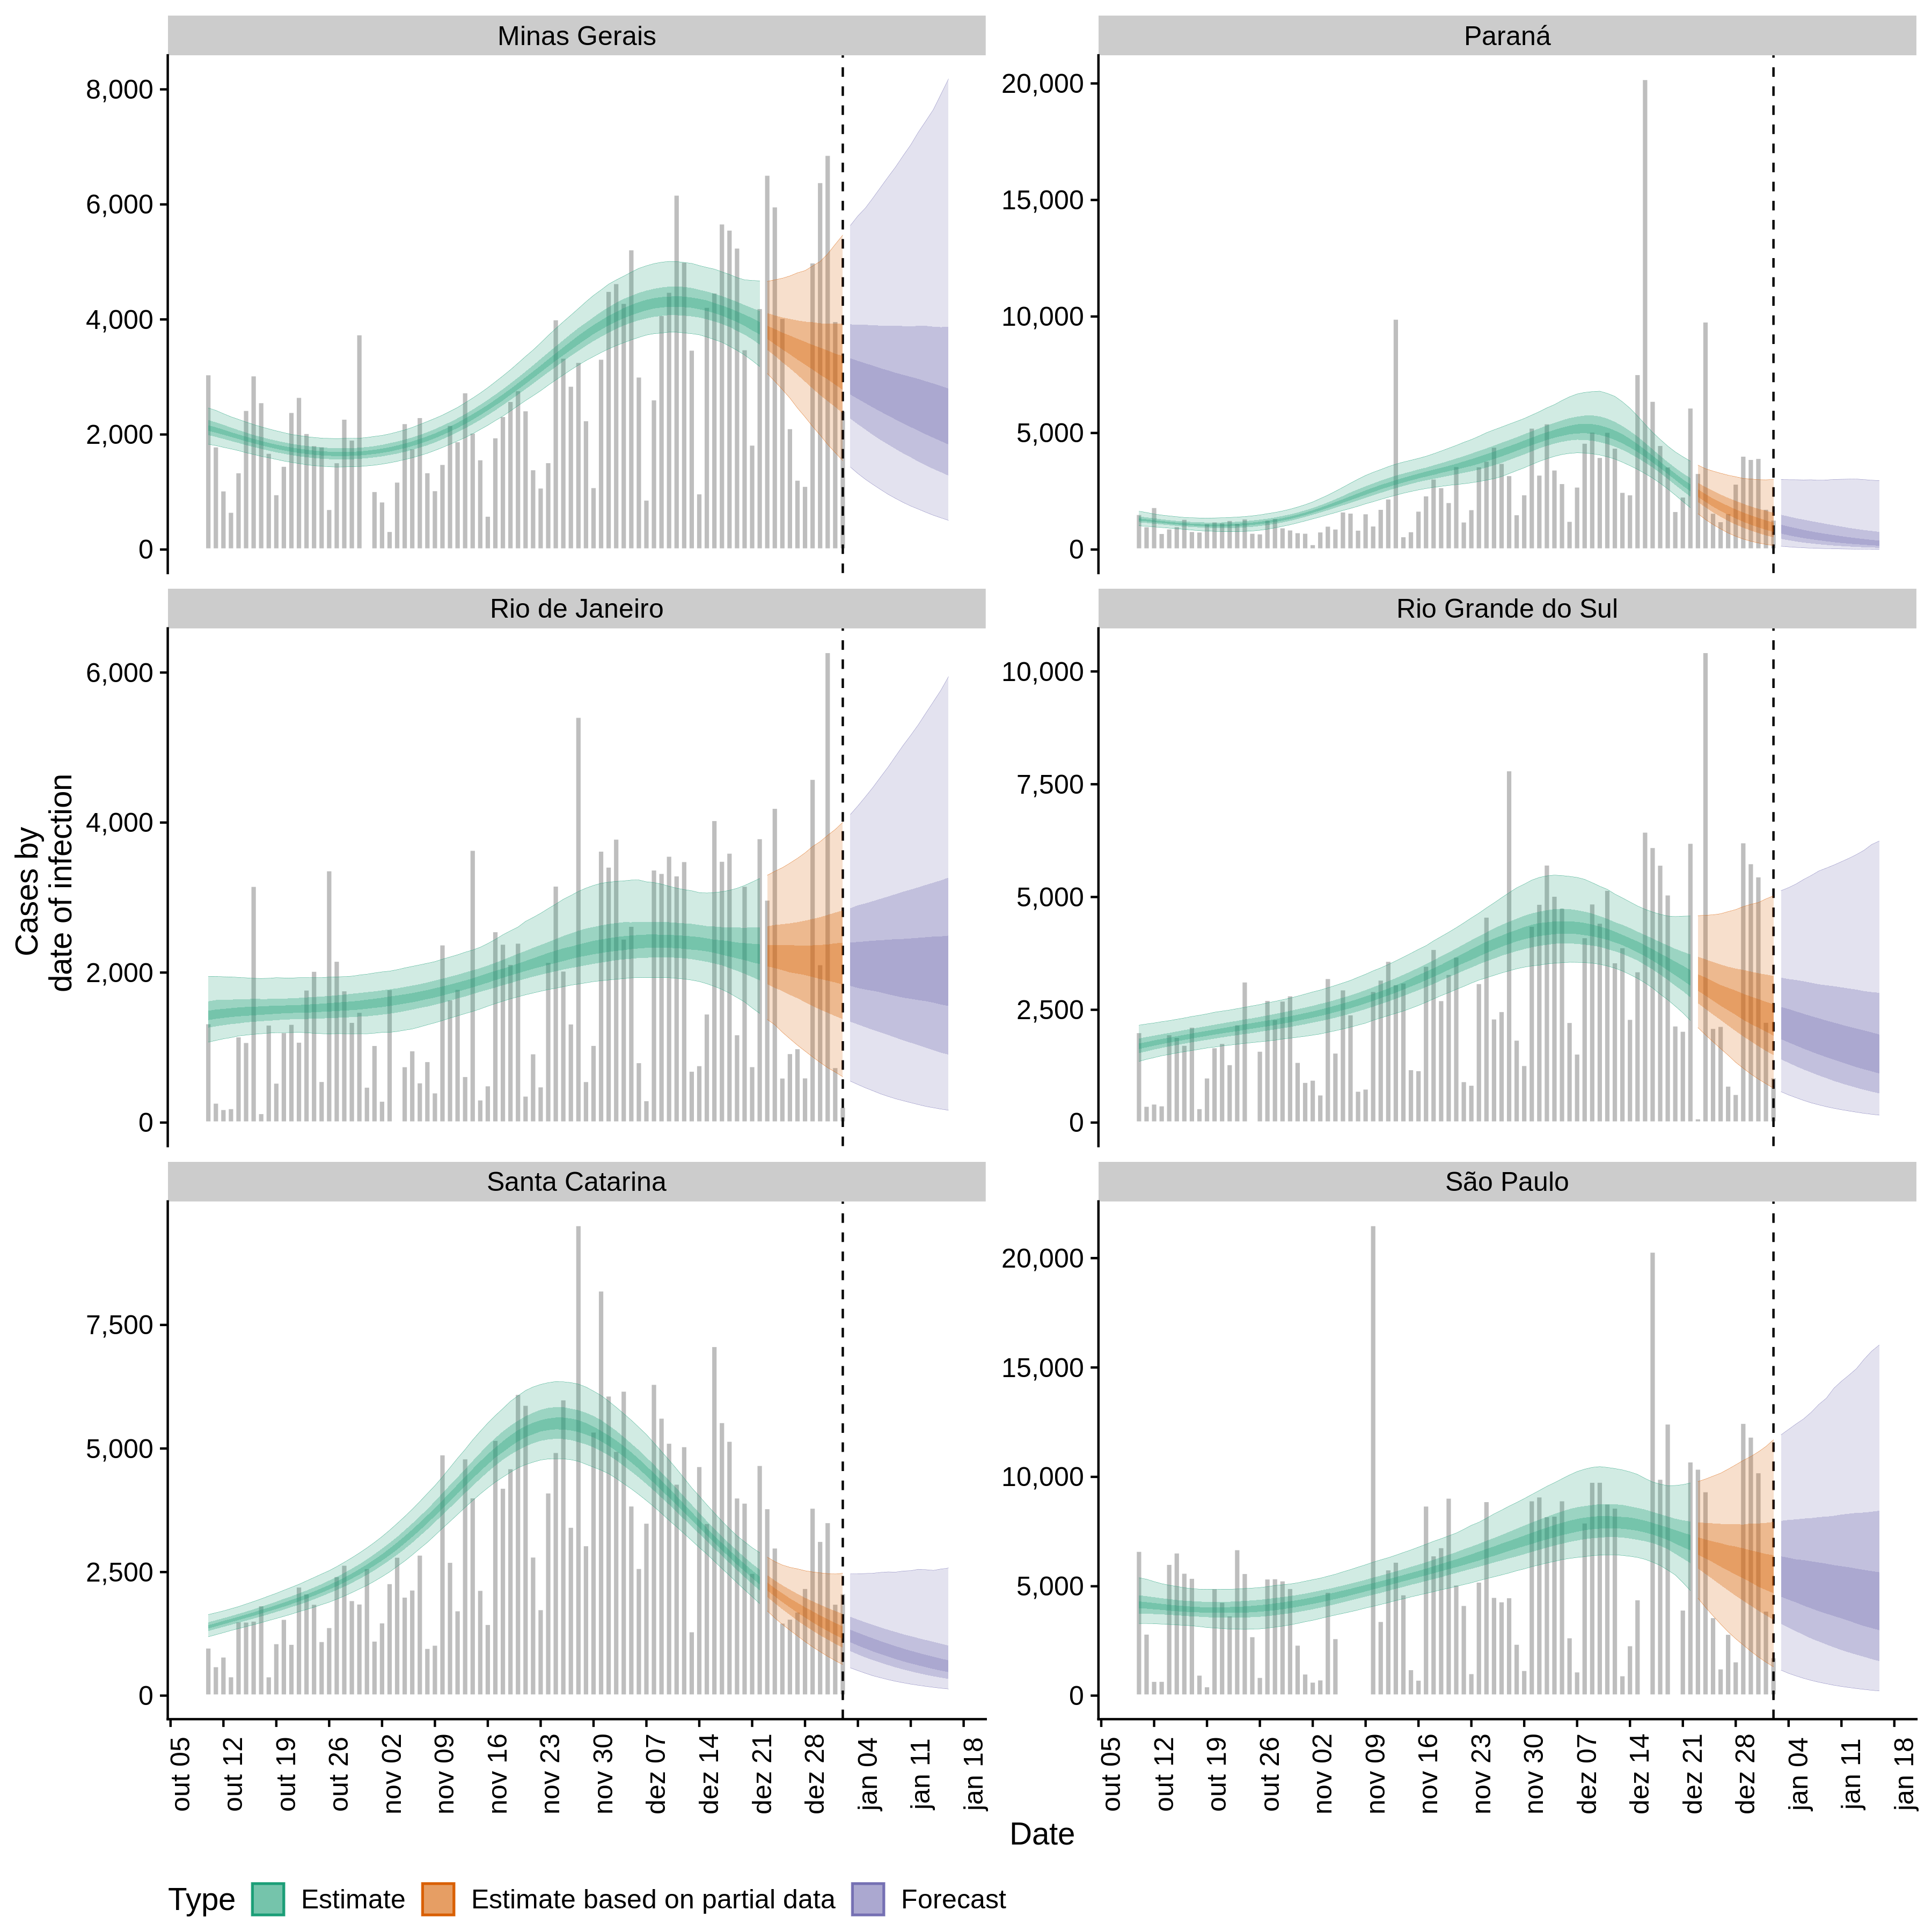 Minas Gerais
Paraná
8,000
6,000
4,000
2,000
0
20,000
15,000
10,000
5,000
0
Rio de Janeiro
Rio Grande do Sul
6,000
4,000
2,000
0
10,000
7,500
5,000
2,500
0
Cases by
date of infection
Santa Catarina
São Paulo
7,500
5,000
2,500
0
20,000
15,000
10,000
5,000
0
out 05
out 12
out 19
out 26
nov 02
nov 09
nov 16
nov 23
nov 30
dez 07
dez 14
dez 21
dez 28
jan 04
jan 11
jan 18
out 05
out 12
out 19
out 26
nov 02
nov 09
nov 16
nov 23
nov 30
dez 07
dez 14
dez 21
dez 28
jan 04
jan 11
jan 18
Date
Type Estimate Estimate based on partial data Forecast